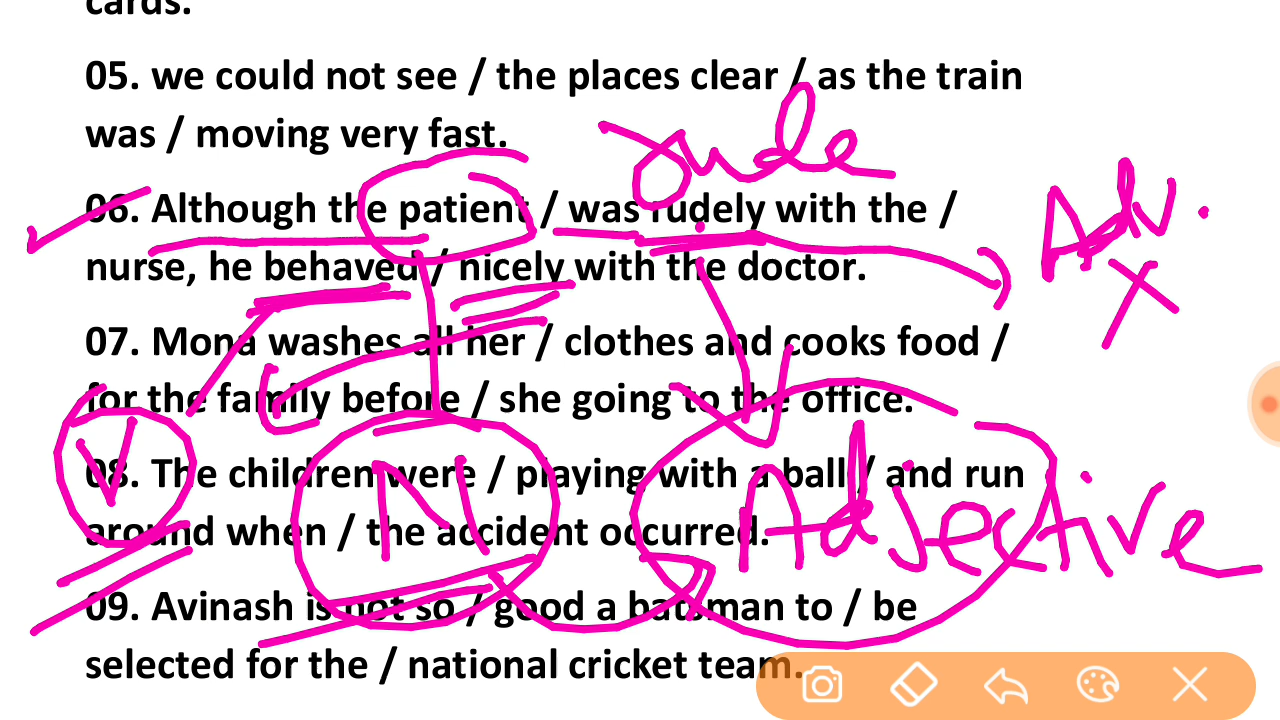 cards.
05. we could not see / the places clear / as the train
was / moving very fast.
rude
06. Although the patient / was rudely with the /
Adv.
nurse, he behaved / nicely with the doctor.
X
07. Mona washes all her / clothes and cooks food /
for the family before / she going to the office.
V
08. The children were / playing with a ball / and run
N
Adjective
around when / the accident occurred.
09. Avinash is not so / good a batsman to / be
selected for the / national cricket team.